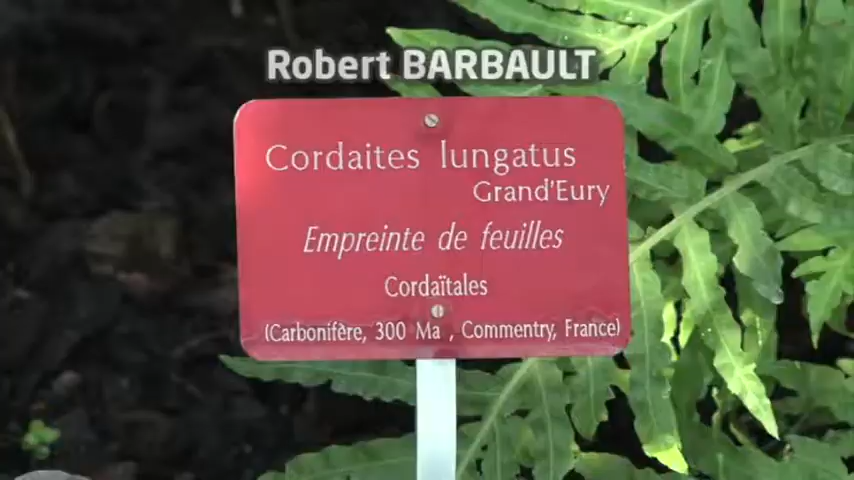 Robert BARBAULT
Cordaites lungatus
Grand'Eury
Empreinte de feuilles
Cordaïtales
(Carbonifère, 300 Ma , Commentry, France)